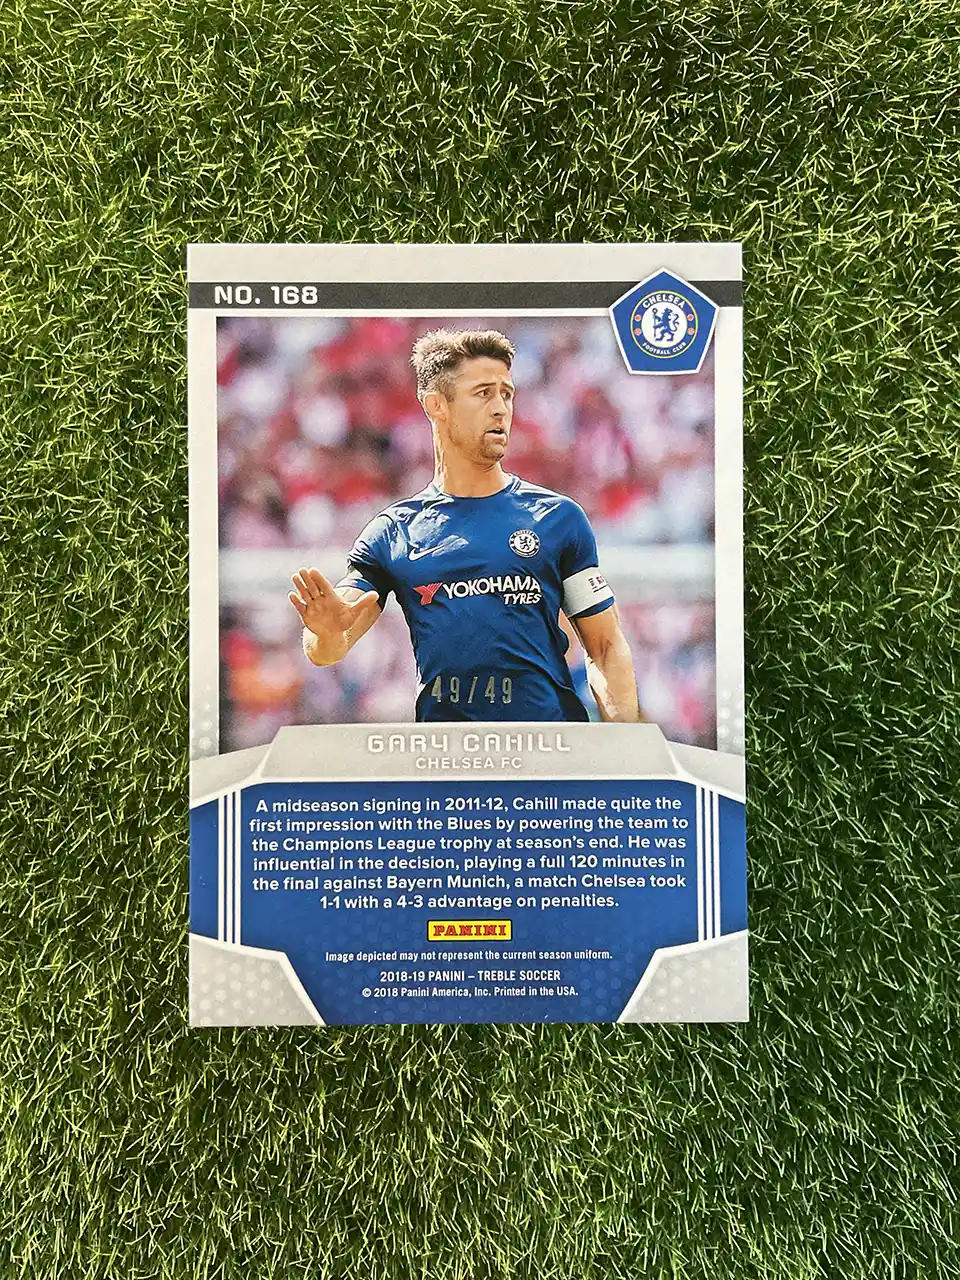 NO. 168
CHELSEA
FOOTBALL CLUB
YOKOHAMA
TYRES
49/49
GARY CAHILL
CHELSEA FC
A midseason signing in 2011-12, Cahill made quite the
first impression with the Blues by powering the team to
the Champions League trophy at season's end. He was
influential in the decision, playing a full 120 minutes in
the final against Bayern Munich, a match Chelsea took
1-1 with a 4-3 advantage on penalties.
PANINI
Image depicted may not represent the current season uniform.
2018-19 PANINI – TREBLE SOCCER
© 2018 Panini America, Inc. Printed in the USA.